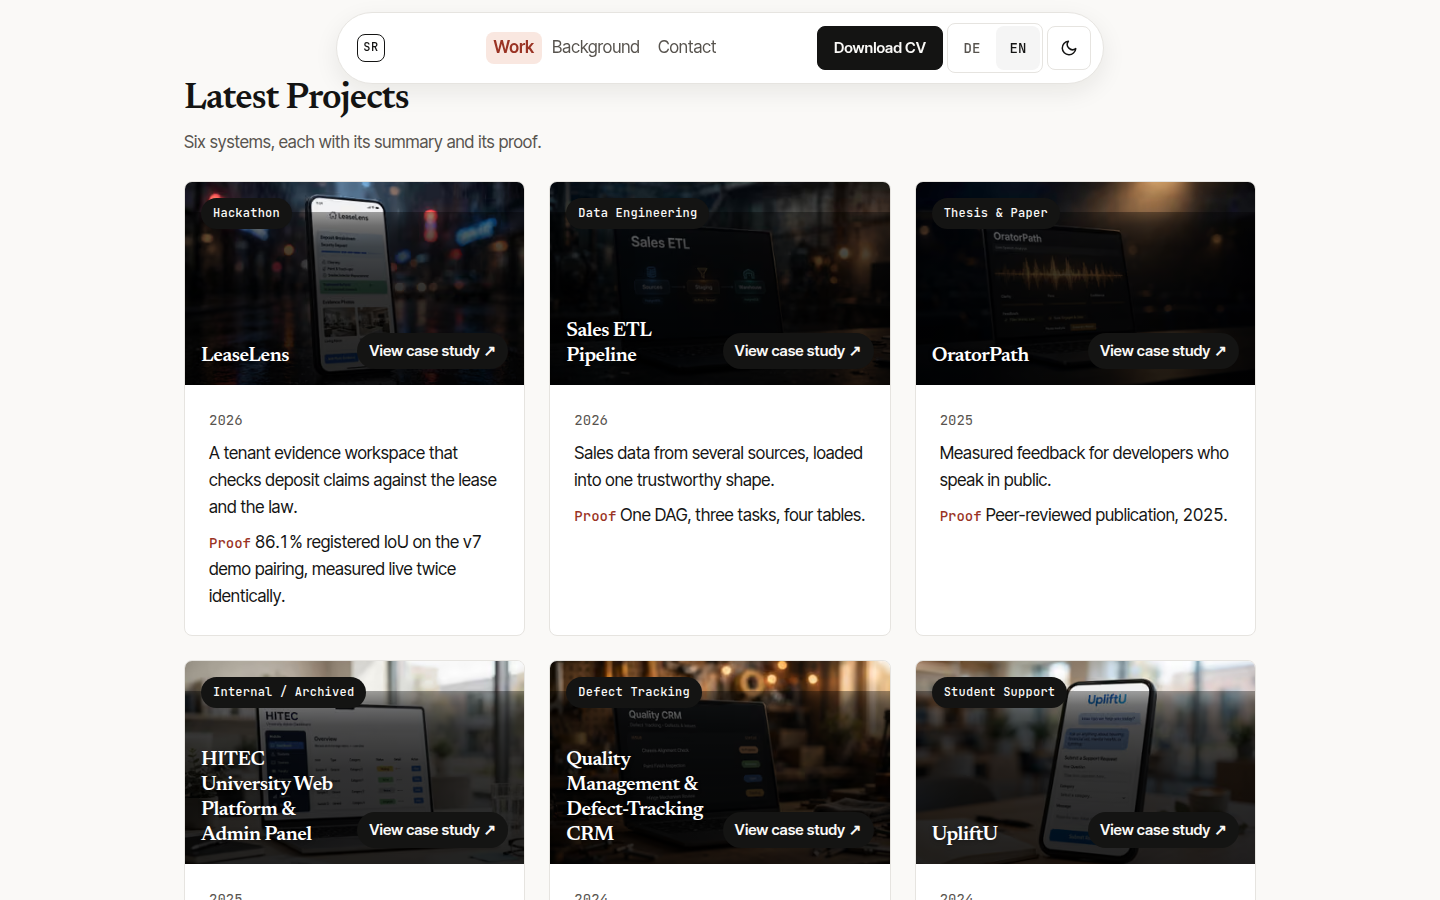 SR
Work
Background
Contact
Download CV
DE
EN
Latest Projects
Six systems, each with its summary and its proof.
Hackathon
LeaseLens
LeaseLens
View case study ↗
2026
A tenant evidence workspace that
checks deposit claims against the lease
and the law.
Proof 86.1% registered IoU on the v7
demo pairing, measured live twice
identically.
Data Engineering
Sales ETL
Sales ETL
Pipeline
View case study ↗
2026
Sales data from several sources, loaded
into one trustworthy shape.
Proof One DAG, three tasks, four tables.
Thesis & Paper
OratorPath
OratorPath
View case study ↗
2025
Measured feedback for developers who
speak in public.
Proof Peer-reviewed publication, 2025.
Internal / Archived
HITEC
Overview
HITEC
University Web
Platform &
Admin Panel
View case study ↗
2025
Defect Tracking
Quality CRM
Quality
Management &
Defect-Tracking
CRM
View case study ↗
2024
Student Support
UpliftU
UpliftU
View case study ↗
2024